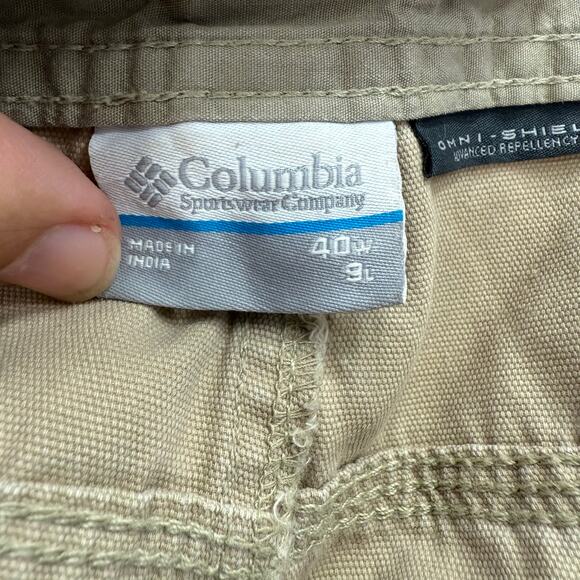 Columbia
Sportswear Company
MADE IN
INDIA
40W
9L
OMNI-SHIEL
ADVANCED REPELLENCY